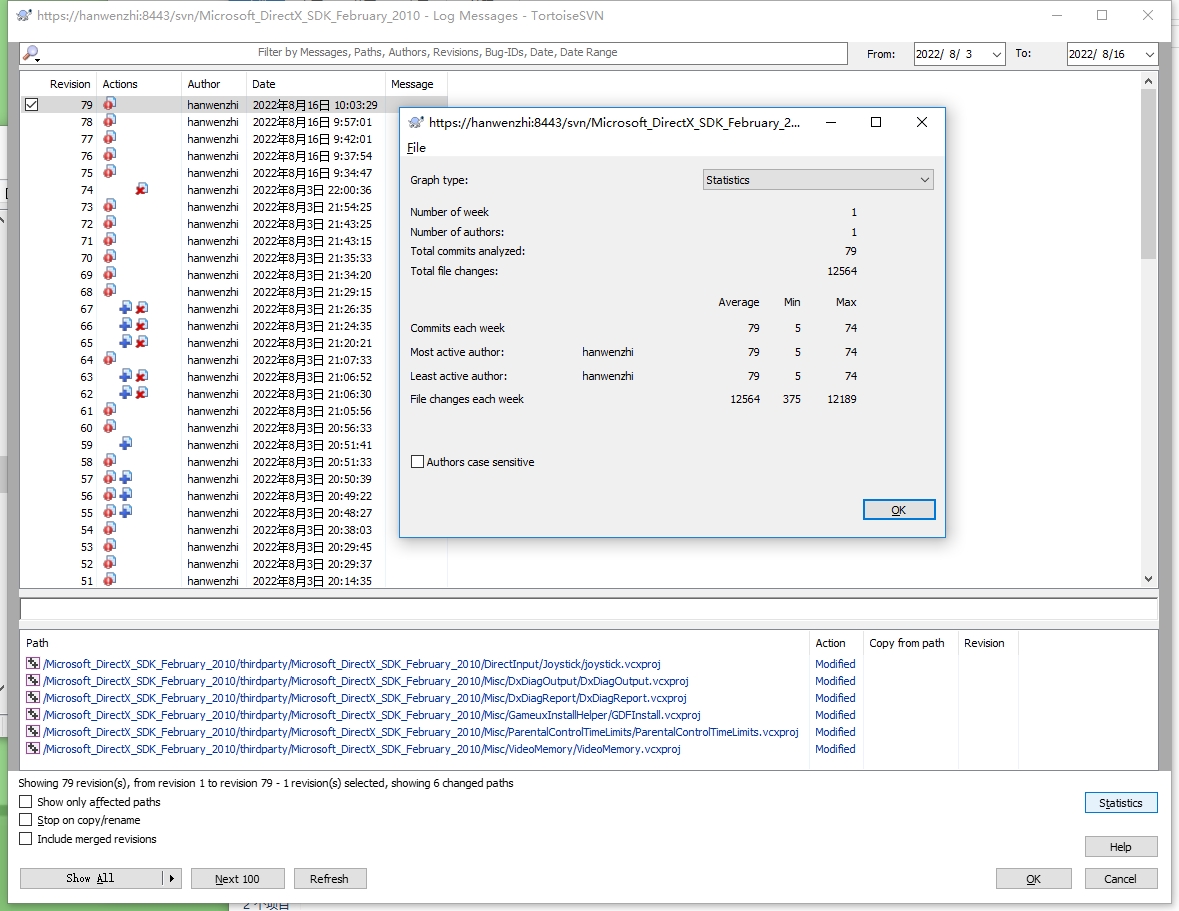 https://hanwenzhi:8443/svn/Microsoft_DirectX_SDK_February_2010 - Log Messages - TortoiseSVN
Filter by Messages, Paths, Authors, Revisions, Bug-IDs, Date, Date Range
From: 2022/ 8/ 3 To: 2022/ 8/16
Revision Actions Author Date Message
79 hanwenzhi 2022年8月16日 10:03:29
78 hanwenzhi 2022年8月16日 9:57:01
77 hanwenzhi 2022年8月16日 9:42:01
76 hanwenzhi 2022年8月16日 9:37:54
75 hanwenzhi 2022年8月16日 9:34:47
74 hanwenzhi 2022年8月3日 22:00:36
73 hanwenzhi 2022年8月3日 21:54:25
72 hanwenzhi 2022年8月3日 21:43:25
71 hanwenzhi 2022年8月3日 21:43:15
70 hanwenzhi 2022年8月3日 21:35:33
69 hanwenzhi 2022年8月3日 21:34:20
68 hanwenzhi 2022年8月3日 21:29:15
67 hanwenzhi 2022年8月3日 21:26:35
66 hanwenzhi 2022年8月3日 21:24:35
65 hanwenzhi 2022年8月3日 21:20:21
64 hanwenzhi 2022年8月3日 21:07:33
63 hanwenzhi 2022年8月3日 21:06:52
62 hanwenzhi 2022年8月3日 21:06:30
61 hanwenzhi 2022年8月3日 21:05:56
60 hanwenzhi 2022年8月3日 20:56:33
59 hanwenzhi 2022年8月3日 20:51:41
58 hanwenzhi 2022年8月3日 20:51:33
57 hanwenzhi 2022年8月3日 20:50:39
56 hanwenzhi 2022年8月3日 20:49:22
55 hanwenzhi 2022年8月3日 20:48:27
54 hanwenzhi 2022年8月3日 20:38:03
53 hanwenzhi 2022年8月3日 20:29:45
52 hanwenzhi 2022年8月3日 20:29:37
51 hanwenzhi 2022年8月3日 20:14:35
https://hanwenzhi:8443/svn/Microsoft_DirectX_SDK_February_2...
File
Graph type: Statistics
Number of week 1
Number of authors: 1
Total commits analyzed: 79
Total file changes: 12564
Average Min Max
Commits each week 79 5 74
Most active author: hanwenzhi 79 5 74
Least active author: hanwenzhi 79 5 74
File changes each week 12564 375 12189
Authors case sensitive
OK
Path Action Copy from path Revision
/Microsoft_DirectX_SDK_February_2010/thirdparty/Microsoft_DirectX_SDK_February_2010/DirectInput/Joystick/joystick.vcxproj Modified
/Microsoft_DirectX_SDK_February_2010/thirdparty/Microsoft_DirectX_SDK_February_2010/Misc/DxDiagOutput/DxDiagOutput.vcxproj Modified
/Microsoft_DirectX_SDK_February_2010/thirdparty/Microsoft_DirectX_SDK_February_2010/Misc/DxDiagReport/DxDiagReport.vcxproj Modified
/Microsoft_DirectX_SDK_February_2010/thirdparty/Microsoft_DirectX_SDK_February_2010/Misc/GameuxInstallHelper/GDFInstall.vcxproj Modified
/Microsoft_DirectX_SDK_February_2010/thirdparty/Microsoft_DirectX_SDK_February_2010/Misc/ParentalControlTimeLimits/ParentalControlTimeLimits.vcxproj Modified
/Microsoft_DirectX_SDK_February_2010/thirdparty/Microsoft_DirectX_SDK_February_2010/Misc/VideoMemory/VideoMemory.vcxproj Modified
Showing 79 revision(s), from revision 1 to revision 79 - 1 revision(s) selected, showing 6 changed paths
Show only affected paths
Statistics
Stop on copy/rename
Include merged revisions
Help
Show All Next 100 Refresh OK Cancel